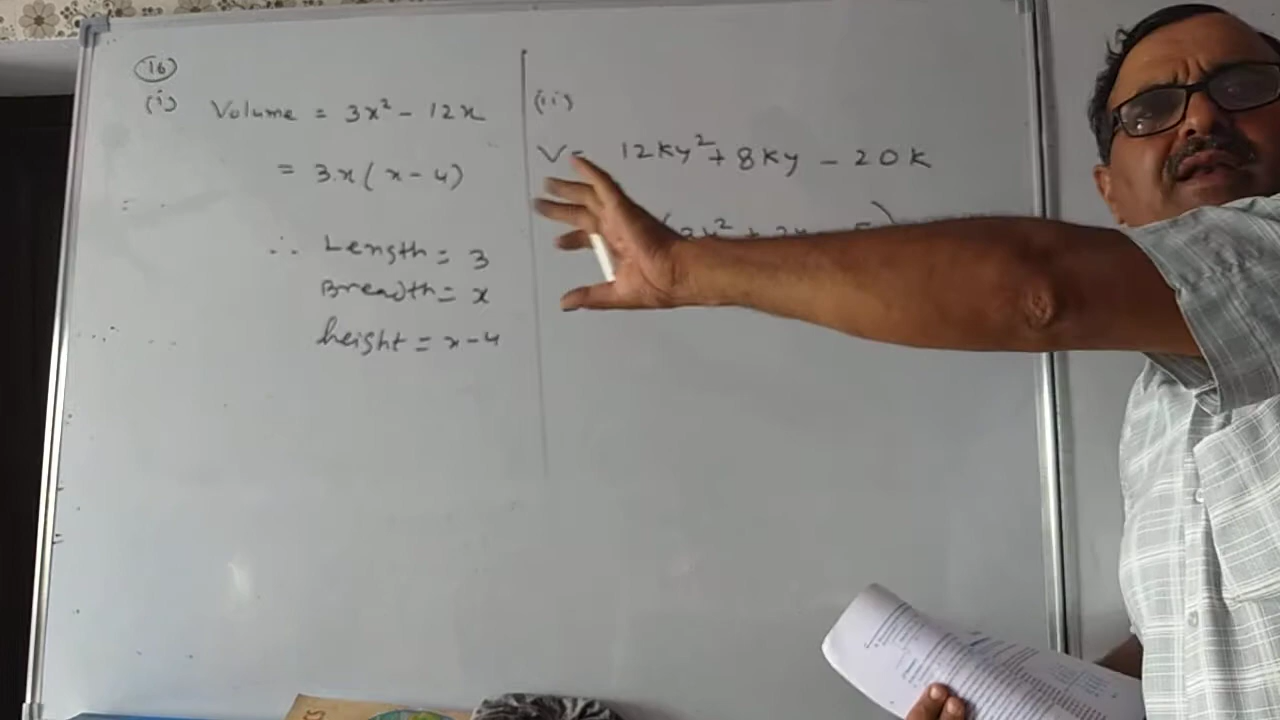 16
(i) Volume = 3x² - 12x
= 3x(x-4)
∴ Length = 3
Breadth = x
height = x-4
(ii)
V = 12ky² + 8ky - 20k